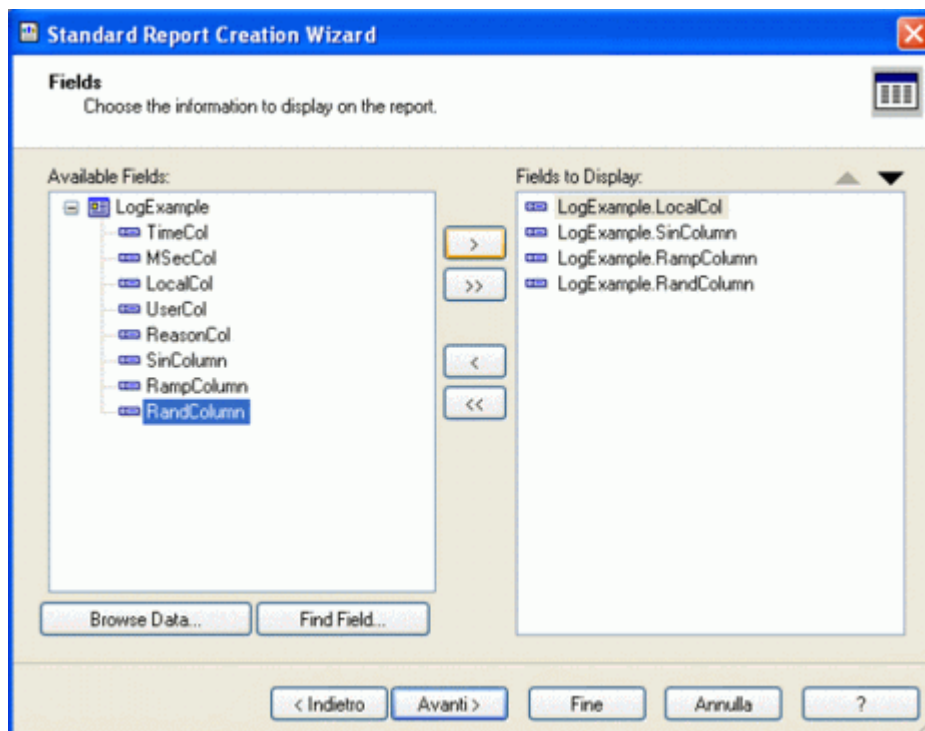 Standard Report Creation Wizard
Fields
Choose the information to display on the report.
Available Fields:
LogExample
TimeCol
MSecCol
LocalCol
UserCol
ReasonCol
SinColumn
RampColumn
RandColumn
>
>>
<
<<
Fields to Display:
LogExample.LocalCol
LogExample.SinColumn
LogExample.RampColumn
LogExample.RandColumn
Browse Data... Find Field...
< Indietro Avanti > Fine Annulla ?